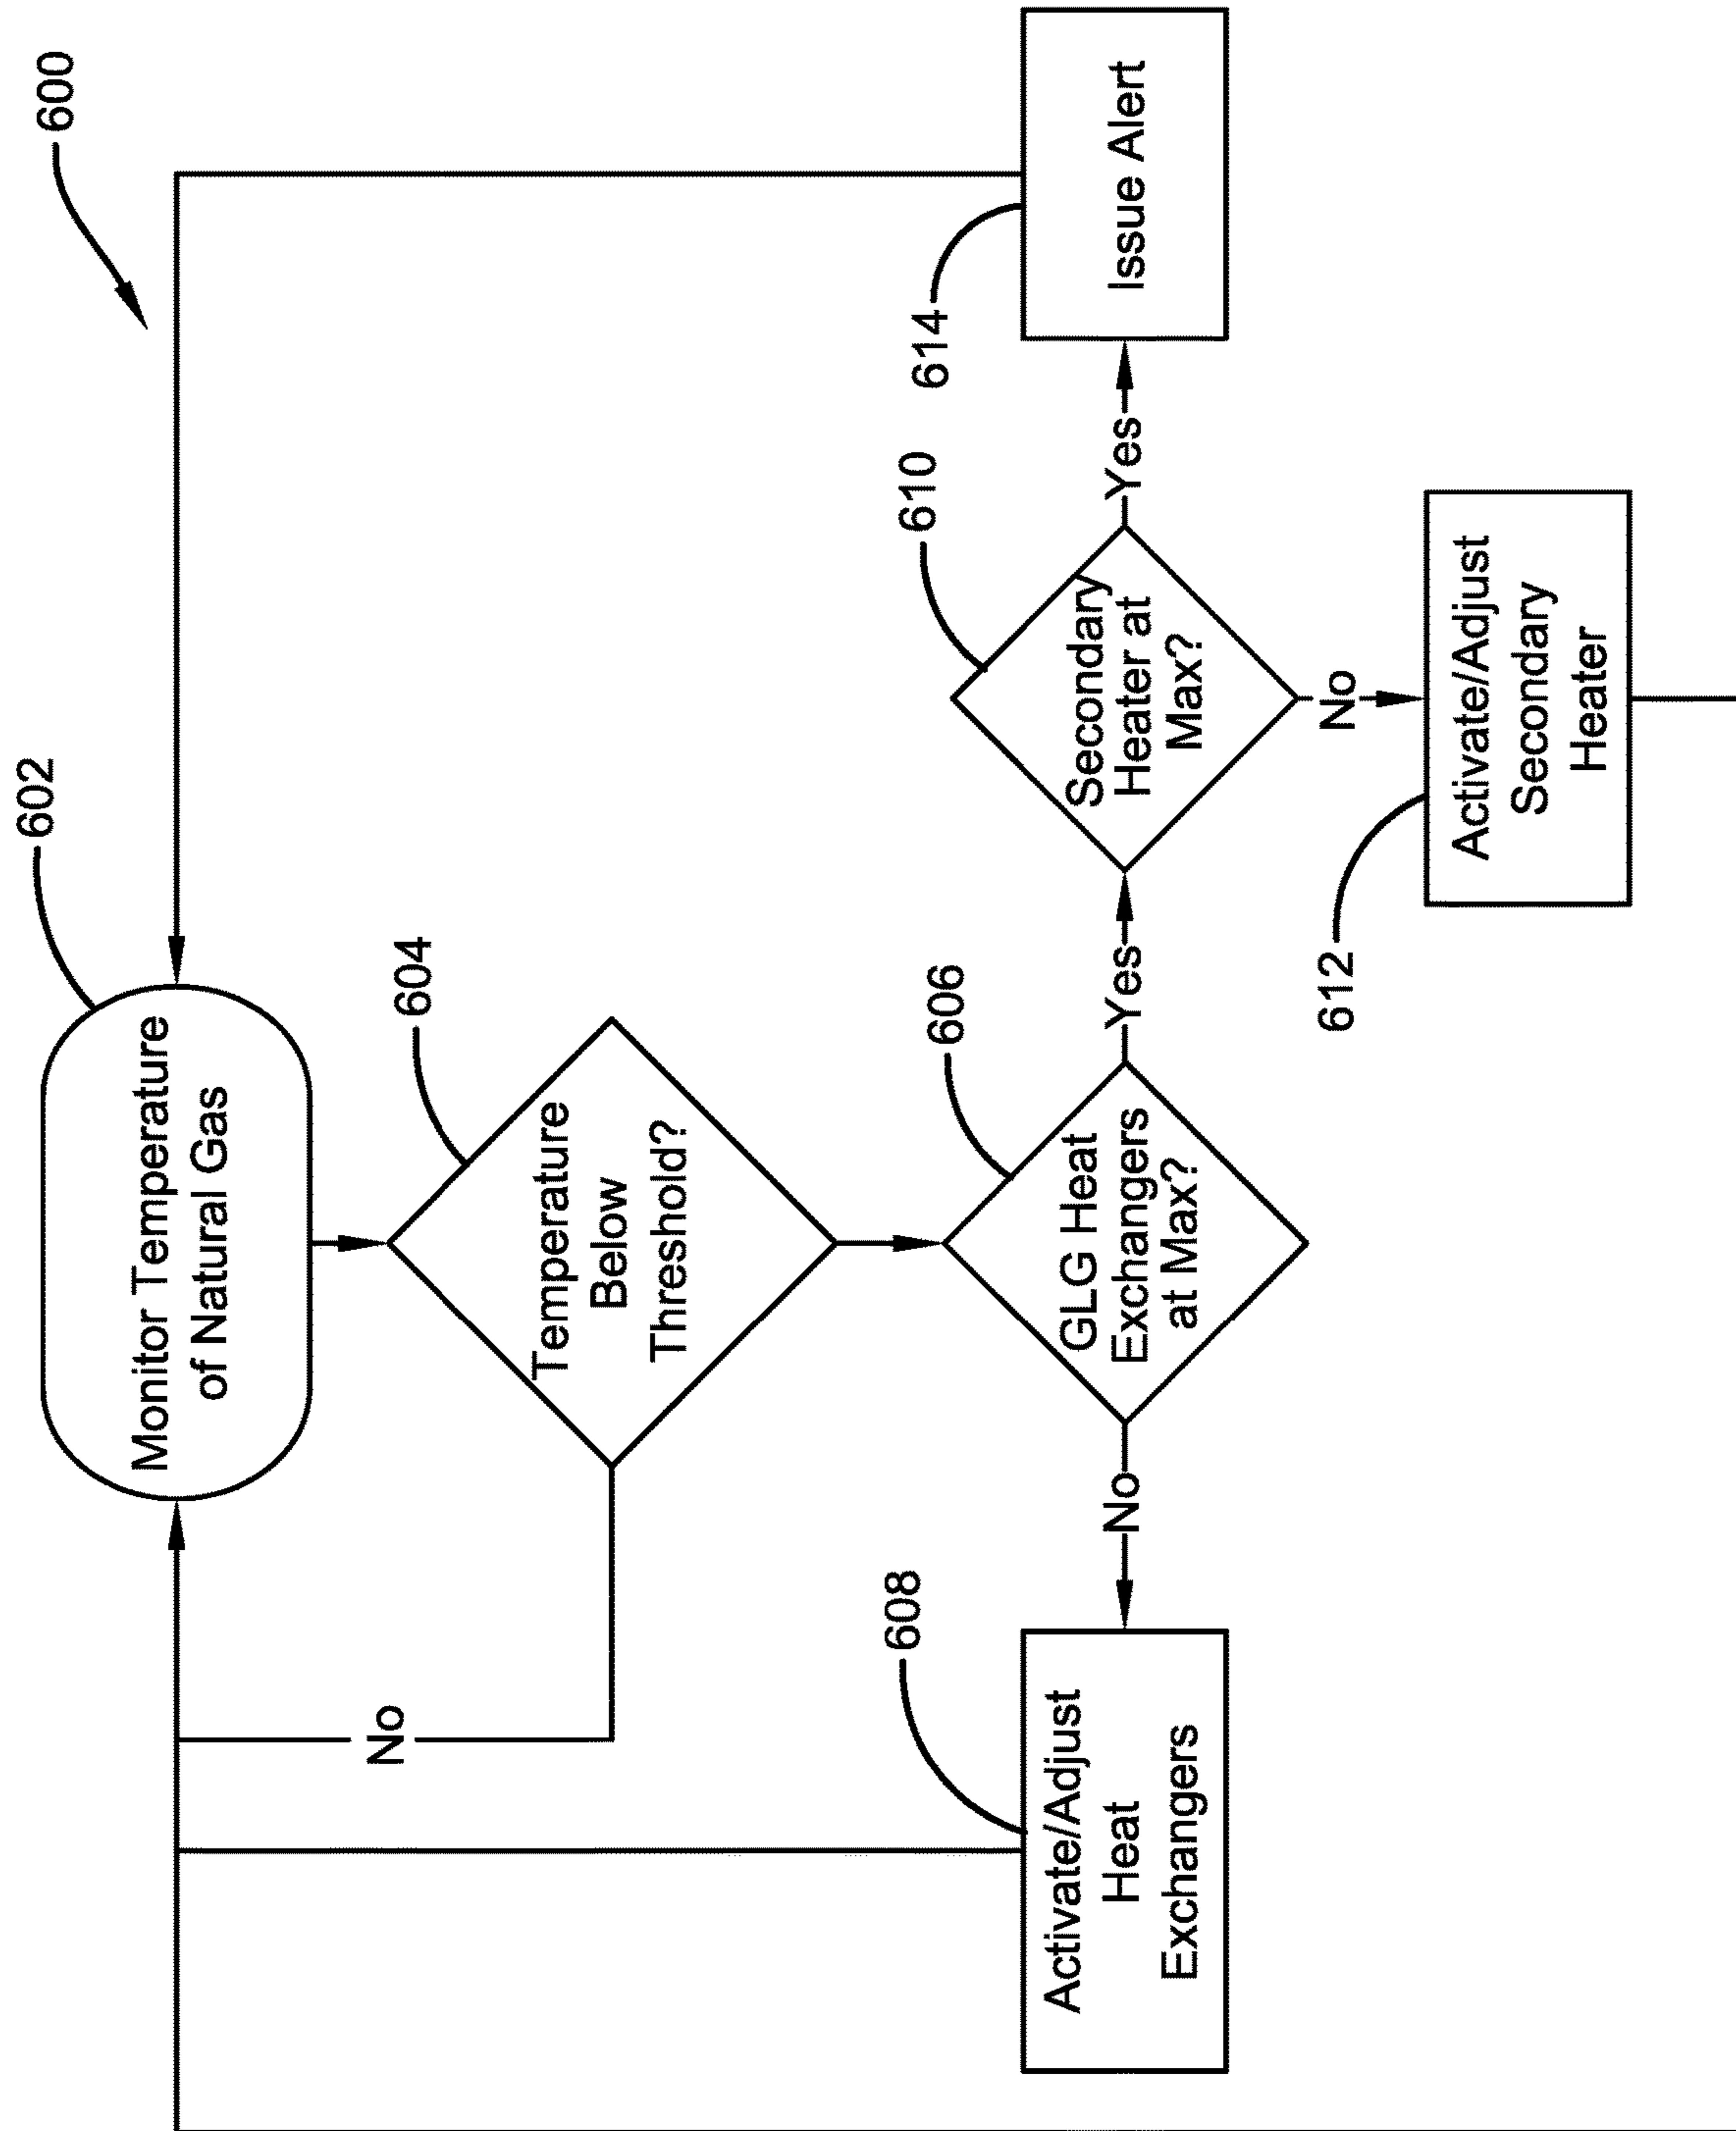 600
602
Monitor Temperature
of Natural Gas
604
Temperature
Below
Threshold?
No
606
GLG Heat
Exchangers
at Max?
No
Yes
608
Activate/Adjust
Heat
Exchangers
610
Secondary
Heater at
Max?
Yes
No
614
Issue Alert
612
Activate/Adjust
Secondary
Heater